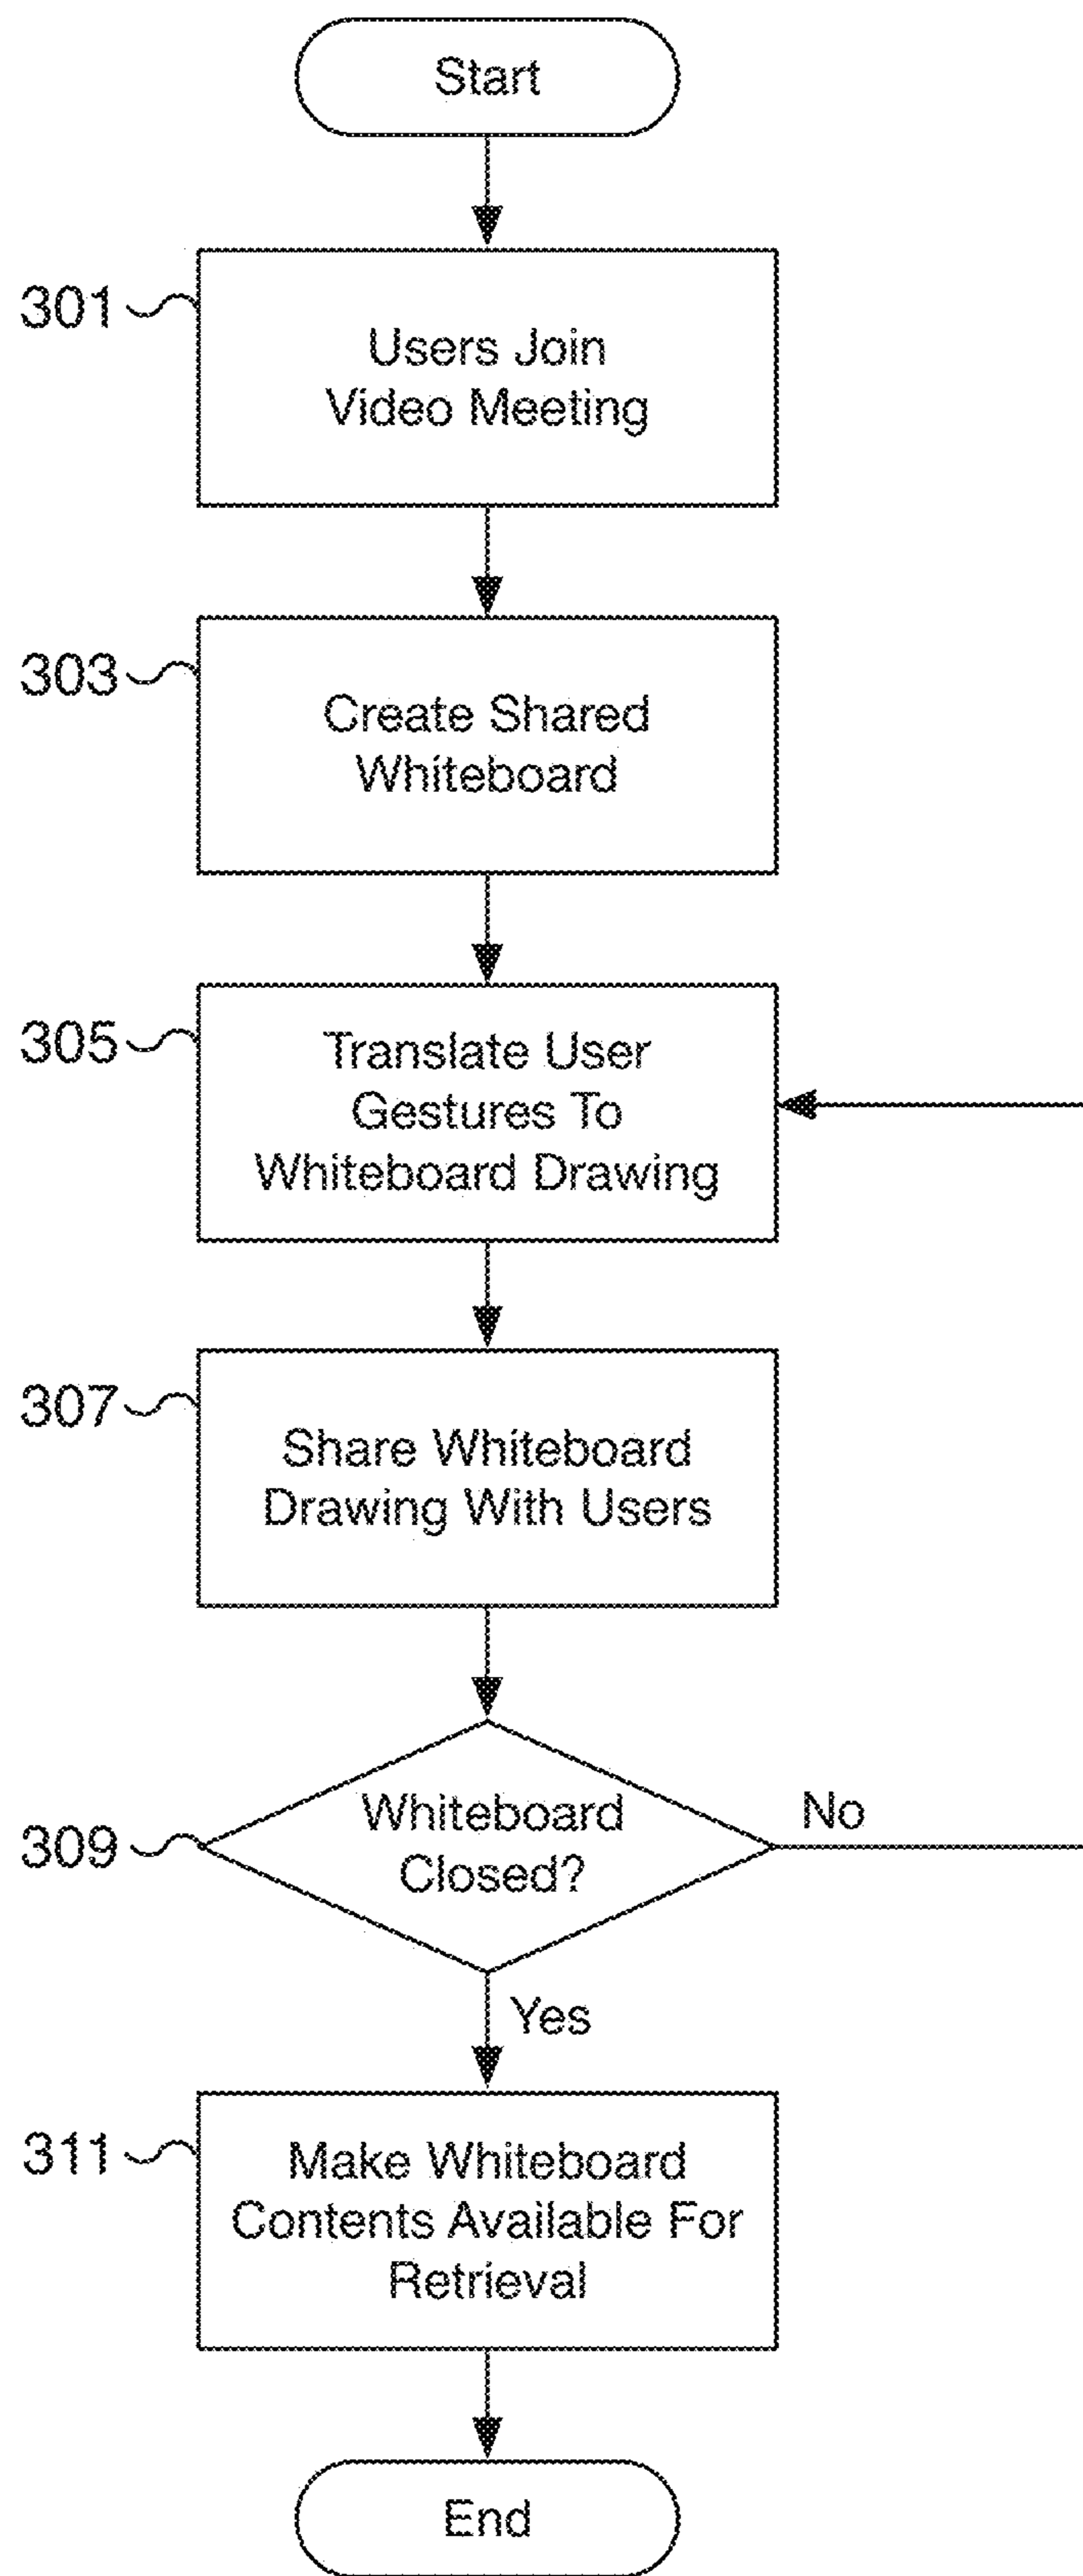 Start
301
Users Join
Video Meeting
303
Create Shared
Whiteboard
305
Translate User
Gestures To
Whiteboard Drawing
307
Share Whiteboard
Drawing With Users
309
Whiteboard
Closed?
No
Yes
311
Make Whiteboard
Contents Available For
Retrieval
End